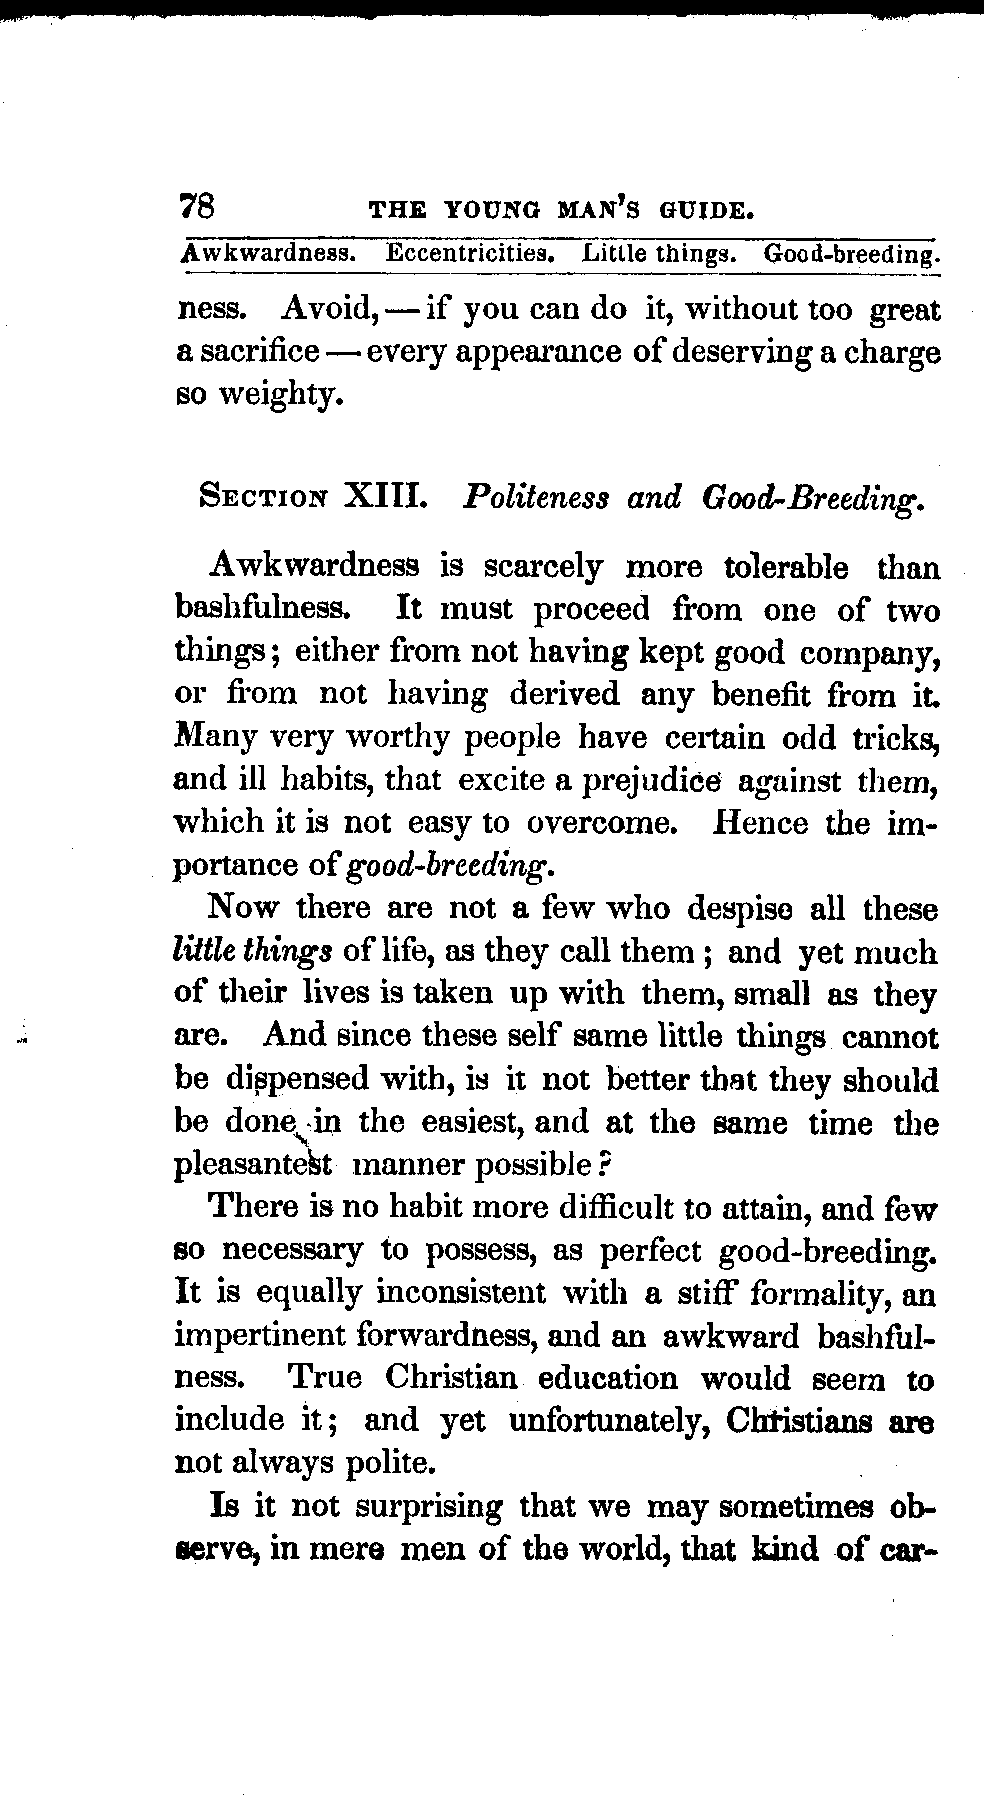 78 THE YOUNG MAN'S GUIDE.
Awkwardness. Eccentricities. Little things. Good-breeding.
ness. Avoid, — if you can do it, without too great
a sacrifice — every appearance of deserving a charge
so weighty.
SECTION XIII. Politeness and Good-Breeding.
Awkwardness is scarcely more tolerable than
bashfulness. It must proceed from one of two
things; either from not having kept good company,
or from not having derived any benefit from it.
Many very worthy people have certain odd tricks,
and ill habits, that excite a prejudice against them,
which it is not easy to overcome. Hence the im-
portance of good-breeding.
Now there are not a few who despise all these
little things of life, as they call them; and yet much
of their lives is taken up with them, small as they
are. And since these self same little things cannot
be dispensed with, is it not better that they should
be done in the easiest, and at the same time the
pleasantest manner possible?
There is no habit more difficult to attain, and few
so necessary to possess, as perfect good-breeding.
It is equally inconsistent with a stiff formality, an
impertinent forwardness, and an awkward bashful-
ness. True Christian education would seem to
include it; and yet unfortunately, Christians are
not always polite.
Is it not surprising that we may sometimes ob-
serve, in mere men of the world, that kind of car-